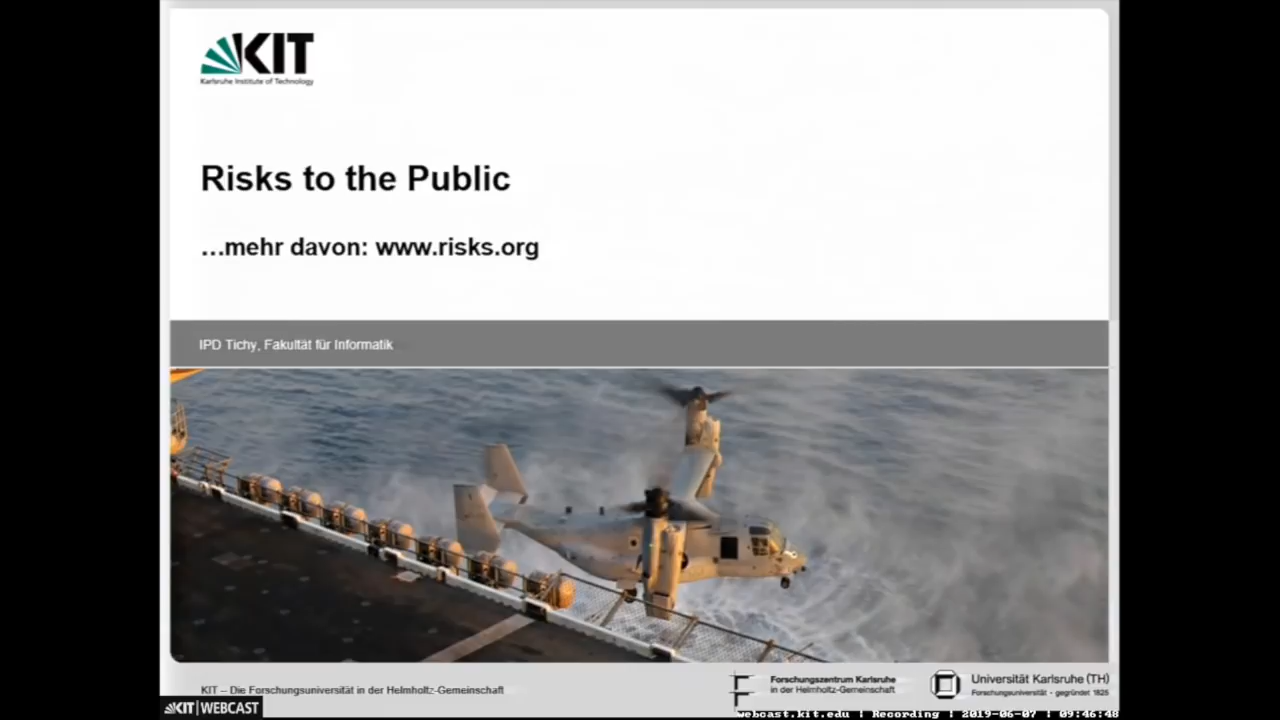 KIT
Karlsruhe Institute of Technology
Risks to the Public
...mehr davon: www.risks.org
IPD Tichy, Fakultät für Informatik
KIT – Die Forschungsuniversität in der Helmholtz-Gemeinschaft
Forschungszentrum Karlsruhe
in der Helmholtz-Gemeinschaft
Universität Karlsruhe (TH)
Forschungsuniversität · gegründet 1825
KIT | WEBCAST
webcast.kit.edu | Recording | 2019-06-07 | 09:46:48